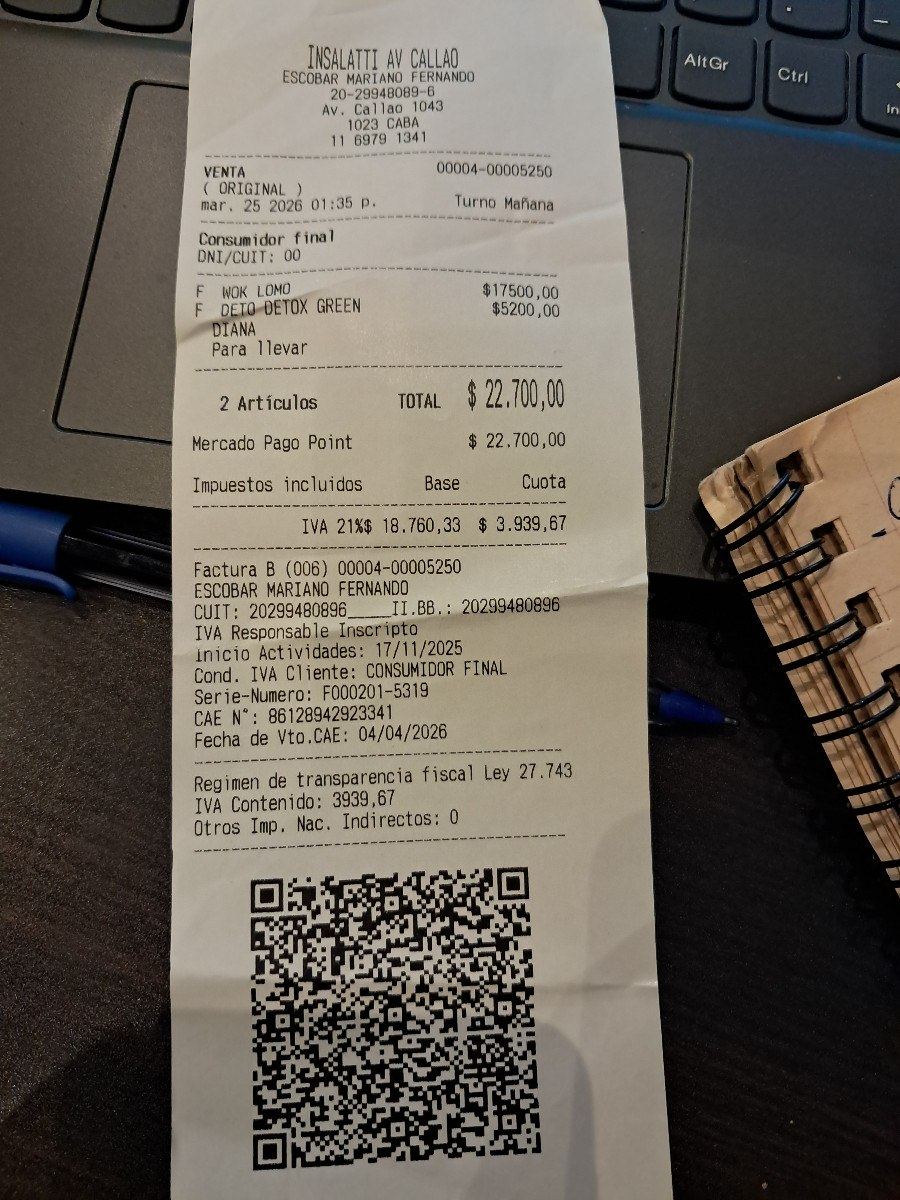 AltGr
Ctrl
INSALATTI AV CALLAO
ESCOBAR MARIANO FERNANDO
20-29948089-6
Av. Callao 1043
1023 CABA
11 6979 1341
VENTA 00004-00005250
( ORIGINAL )
mar. 25 2026 01:35 p. Turno Mañana
Consumidor final
DNI/CUIT: 00
F WOK LOMO $17500,00
F DETO DETOX GREEN $5200,00
DIANA
Para llevar
2 Artículos TOTAL $ 22.700,00
Mercado Pago Point $ 22.700,00
Impuestos incluidos Base Cuota
IVA 21%$ 18.760,33 $ 3.939,67
Factura B (006) 00004-00005250
ESCOBAR MARIANO FERNANDO
CUIT: 20299480896____II.BB.: 20299480896
IVA Responsable Inscripto
Inicio Actividades: 17/11/2025
Cond. IVA Cliente: CONSUMIDOR FINAL
Serie-Numero: F000201-5319
CAE N°: 86128942923341
Fecha de Vto.CAE: 04/04/2026
Regimen de transparencia fiscal Ley 27.743
IVA Contenido: 3939,67
Otros Imp. Nac. Indirectos: 0